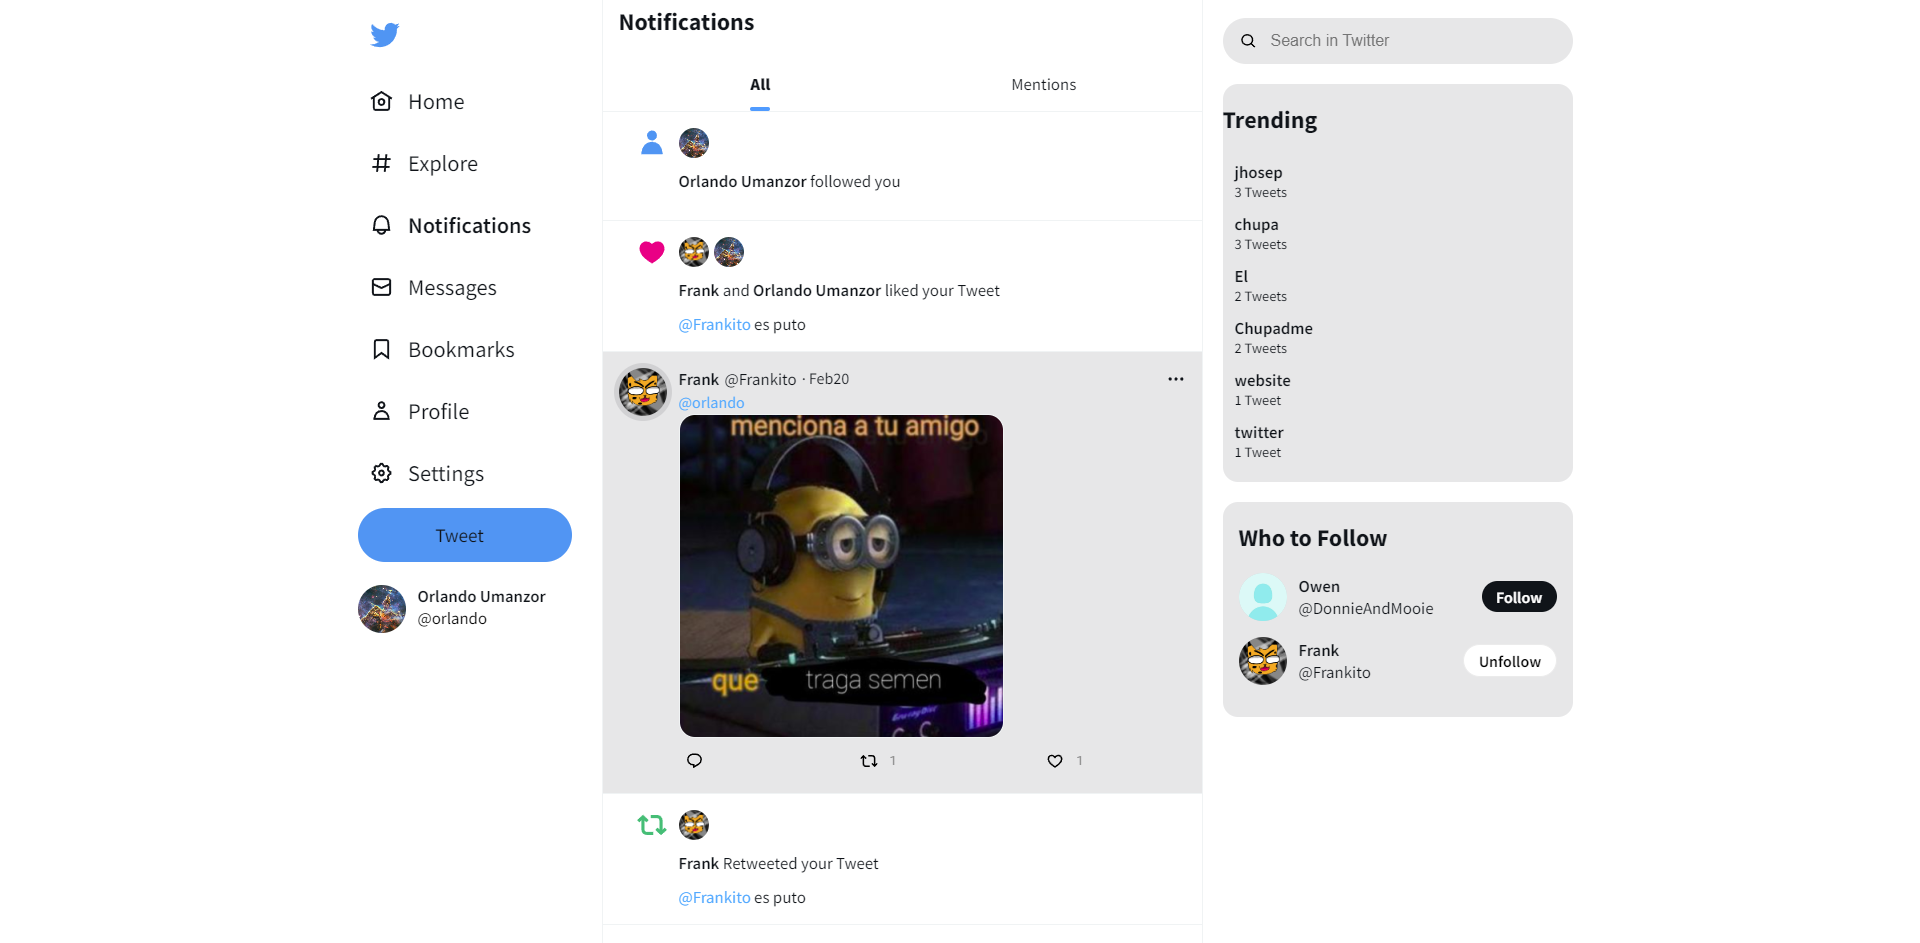 Home
Explore
Notifications
Messages
Bookmarks
Profile
Settings
Tweet
Orlando Umanzor
@orlando
Notifications
All Mentions
Orlando Umanzor followed you
Frank and Orlando Umanzor liked your Tweet
@Frankito es puto
Frank @Frankito · Feb20
@orlando
menciona a tu amigo
que traga semen
1 1
Frank Retweeted your Tweet
@Frankito es puto
Search in Twitter
Trending
jhosep
3 Tweets
chupa
3 Tweets
El
2 Tweets
Chupadme
2 Tweets
website
1 Tweet
twitter
1 Tweet
Who to Follow
Owen
@DonnieAndMooie
Follow
Frank
@Frankito
Unfollow